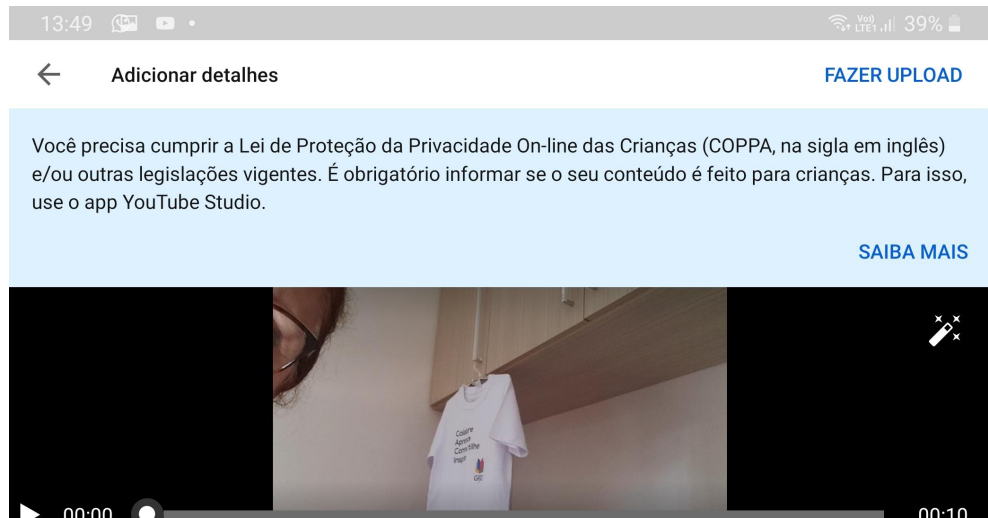 13:49
Vo)) LTE1 39%
Adicionar detalhes
FAZER UPLOAD
Você precisa cumprir a Lei de Proteção da Privacidade On-line das Crianças (COPPA, na sigla em inglês)
e/ou outras legislações vigentes. É obrigatório informar se o seu conteúdo é feito para crianças. Para isso,
use o app YouTube Studio.
SAIBA MAIS
00:00
00:10